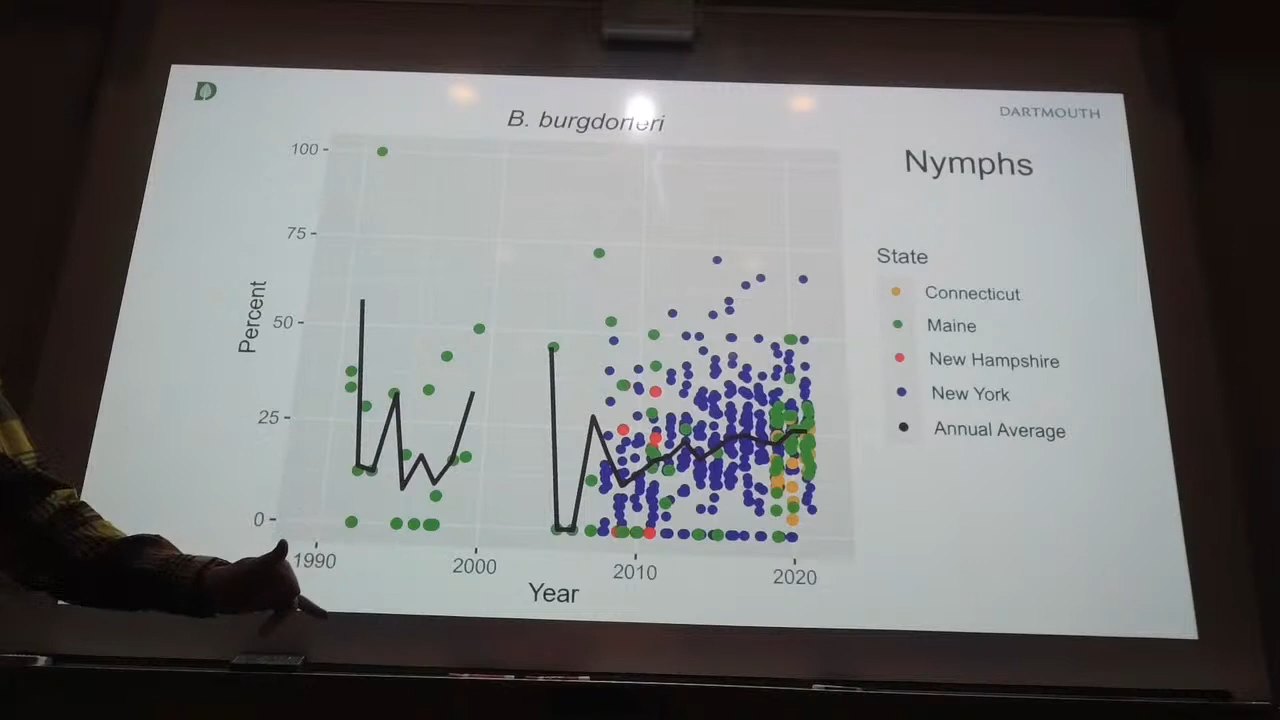 D
DARTMOUTH
B. burgdorferi
Nymphs
100
75
50
25
0
Percent
1990
2000
2010
2020
Year
State
Connecticut
Maine
New Hampshire
New York
Annual Average